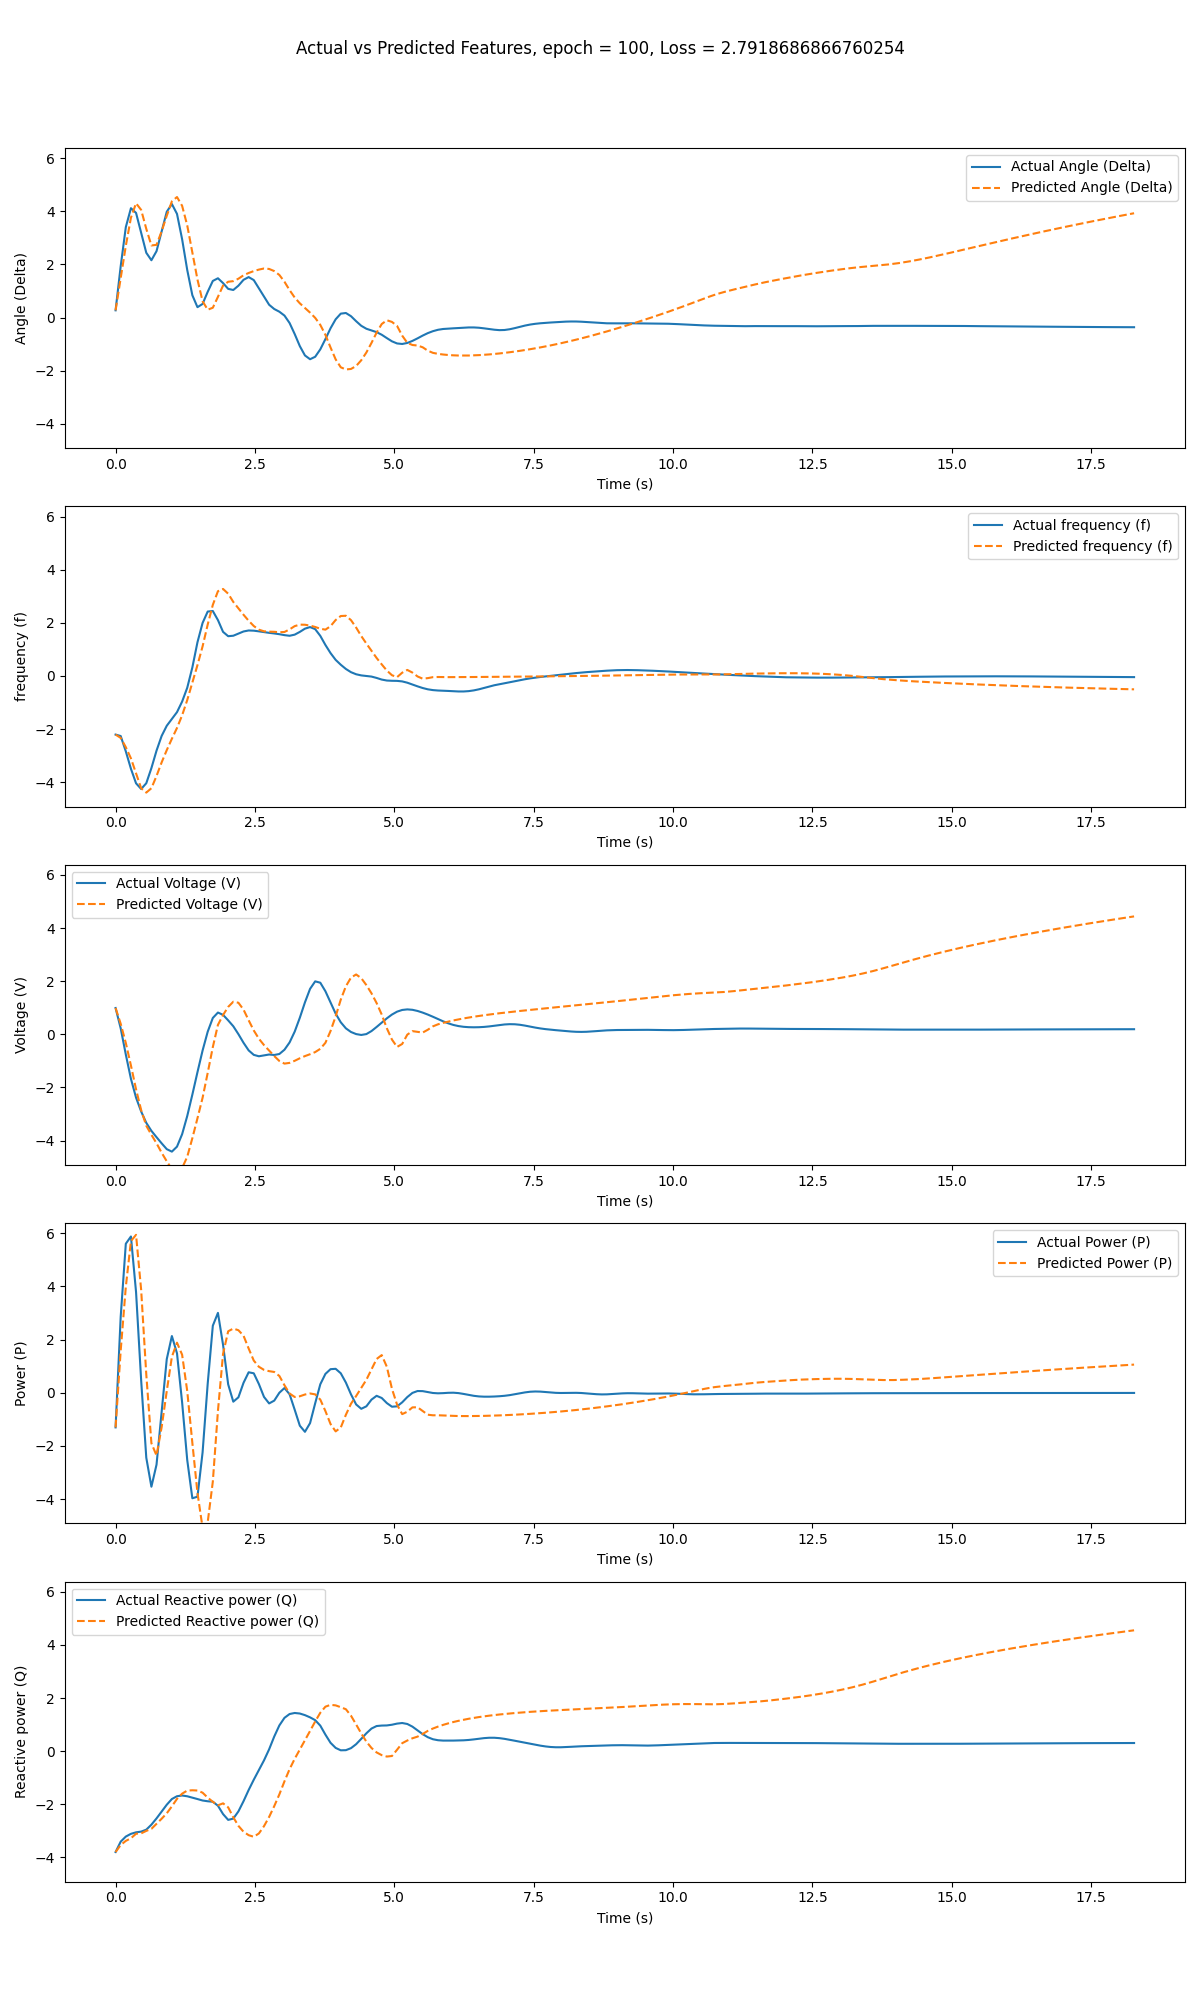 Actual vs Predicted Features, epoch = 100, Loss = 2.7918686866760254
Actual Angle (Delta)
Predicted Angle (Delta)
Angle (Delta)
6
4
2
0
−2
−4
0.0 2.5 5.0 7.5 10.0 12.5 15.0 17.5
Time (s)
Actual frequency (f)
Predicted frequency (f)
frequency (f)
6
4
2
0
−2
−4
0.0 2.5 5.0 7.5 10.0 12.5 15.0 17.5
Time (s)
Actual Voltage (V)
Predicted Voltage (V)
Voltage (V)
6
4
2
0
−2
−4
0.0 2.5 5.0 7.5 10.0 12.5 15.0 17.5
Time (s)
Actual Power (P)
Predicted Power (P)
Power (P)
6
4
2
0
−2
−4
0.0 2.5 5.0 7.5 10.0 12.5 15.0 17.5
Time (s)
Actual Reactive power (Q)
Predicted Reactive power (Q)
Reactive power (Q)
6
4
2
0
−2
−4
0.0 2.5 5.0 7.5 10.0 12.5 15.0 17.5
Time (s)